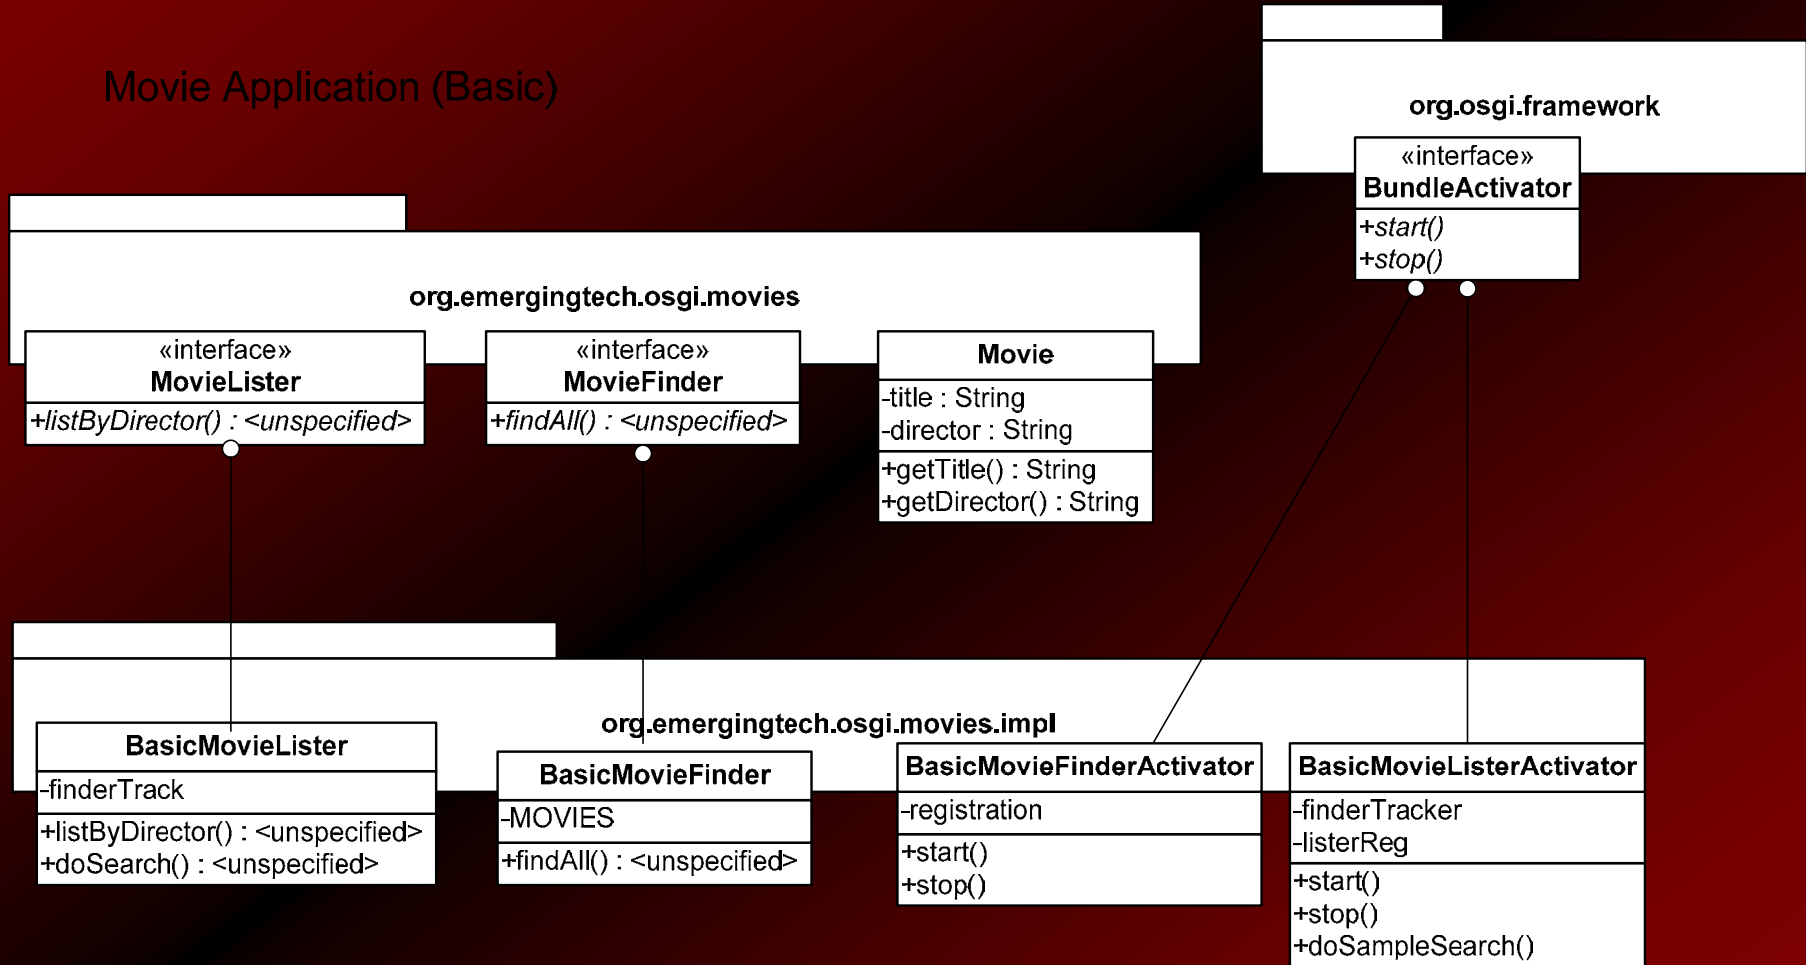 Movie Application (Basic)
org.osgi.framework
«interface»
BundleActivator
+start()
+stop()
org.emergingtech.osgi.movies
«interface»
MovieLister
+listByDirector() : <unspecified>
«interface»
MovieFinder
+findAll() : <unspecified>
Movie
-title : String
-director : String
+getTitle() : String
+getDirector() : String
org.emergingtech.osgi.movies.impl
BasicMovieLister
-finderTrack
+listByDirector() : <unspecified>
+doSearch() : <unspecified>
BasicMovieFinder
-MOVIES
+findAll() : <unspecified>
BasicMovieFinderActivator
-registration
+start()
+stop()
BasicMovieListerActivator
-finderTracker
-listerReg
+start()
+stop()
+doSampleSearch()